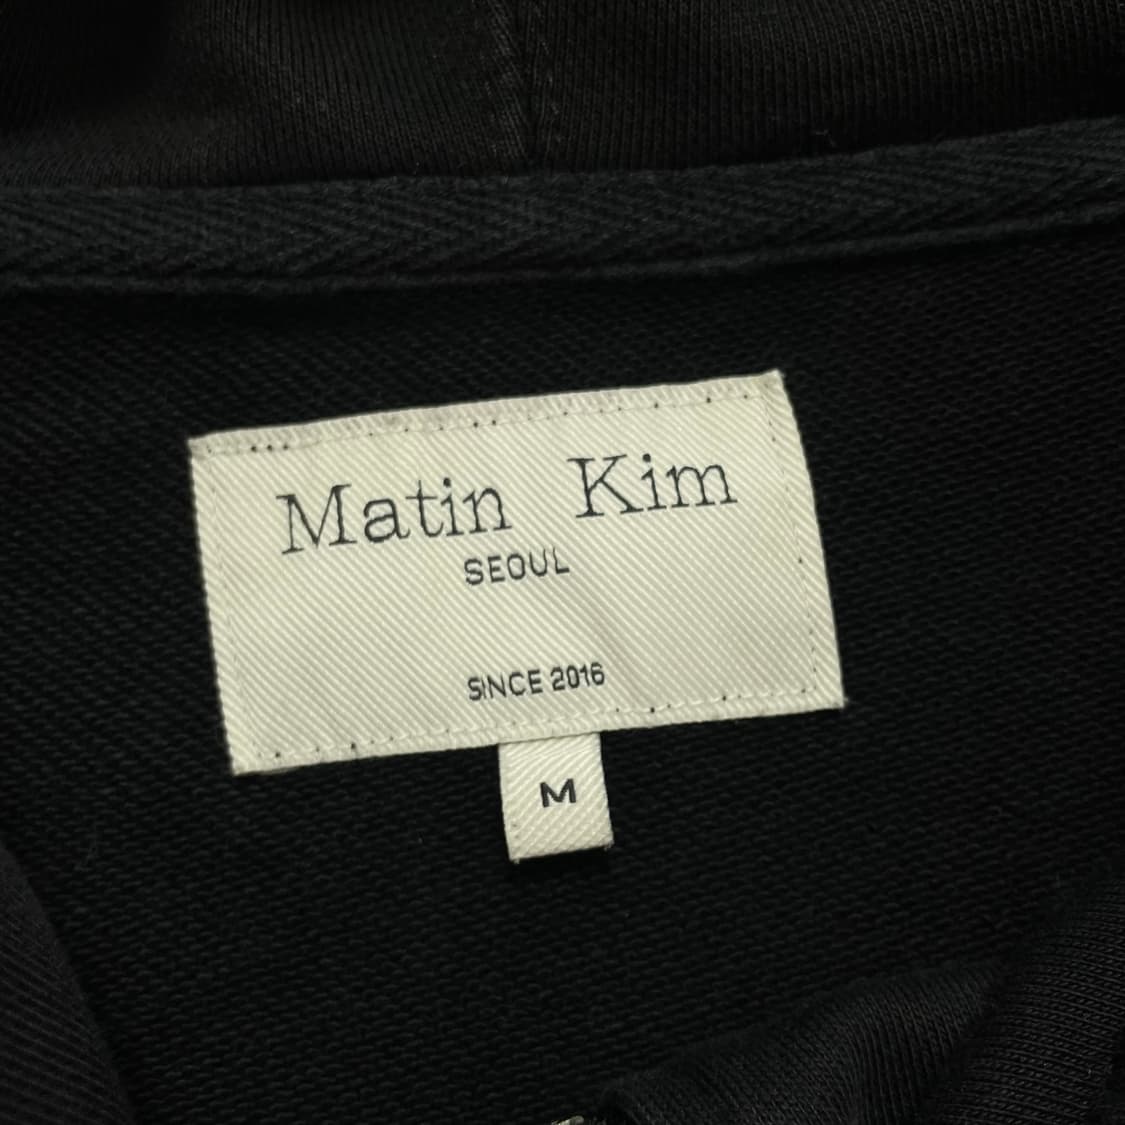 Matin Kim
SEOUL
SINCE 2016
M